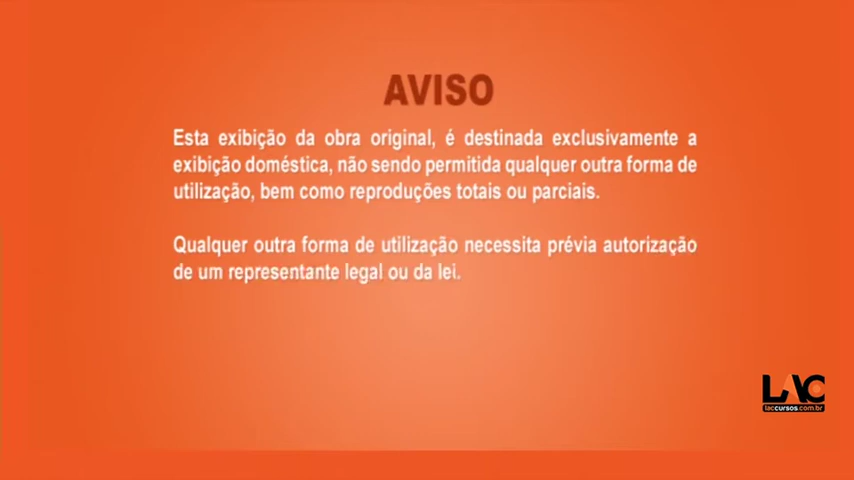 AVISO
Esta exibição da obra original, é destinada exclusivamente a
exibição doméstica, não sendo permitida qualquer outra forma de
utilização, bem como reproduções totais ou parciais.
Qualquer outra forma de utilização necessita prévia autorização
de um representante legal ou da lei.
LAC
laccursos.com.br